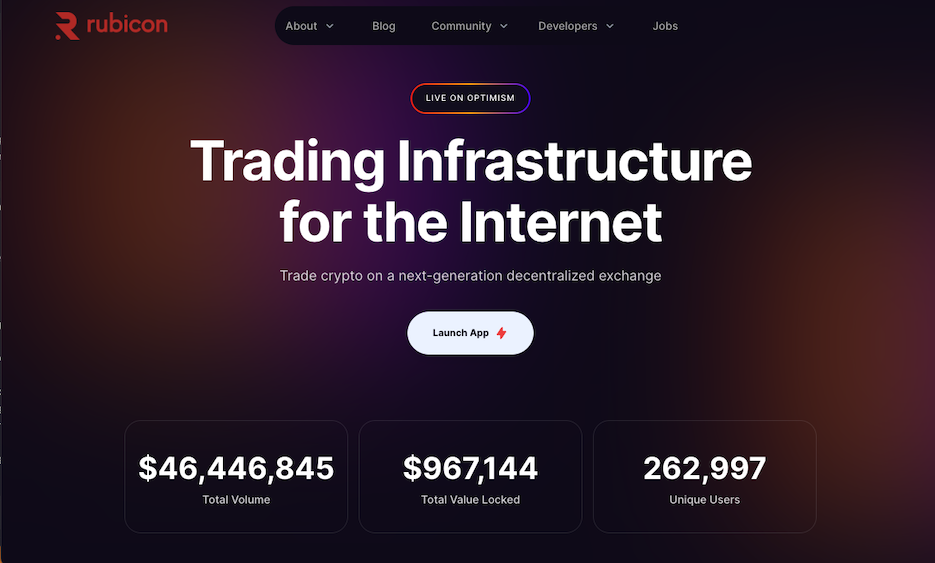 rubicon
About
Blog
Community
Developers
Jobs
LIVE ON OPTIMISM
Trading Infrastructure
for the Internet
Trade crypto on a next-generation decentralized exchange
Launch App
$46,446,845
Total Volume
$967,144
Total Value Locked
262,997
Unique Users